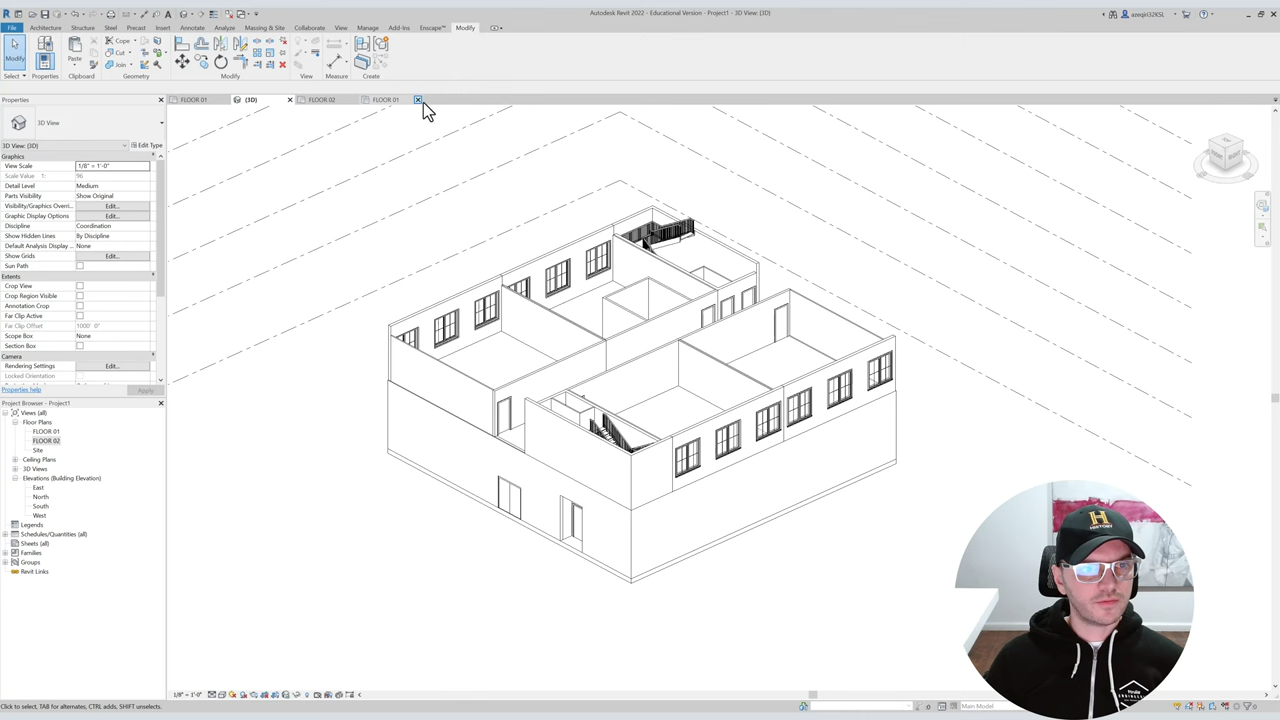 Autodesk Revit 2022 - Educational Version - Project1 - 3D View: {3D}
azegir32KSL
File Architecture Structure Steel Precast Insert Annotate Analyze Massing & Site Collaborate View Manage Add-Ins Enscape™ Modify
Modify
Paste
Cope
Cut
Join
Select Properties Clipboard Geometry Modify View Measure Create
Properties
FLOOR 01 {3D} FLOOR 02 FLOOR 01
3D View
3D View: {3D} Edit Type
Graphics
View Scale 1/8" = 1'-0"
Scale Value 1: 96
Detail Level Medium
Parts Visibility Show Original
Visibility/Graphics Overri... Edit...
Graphic Display Options Edit...
Discipline Coordination
Show Hidden Lines By Discipline
Default Analysis Display ... None
Show Grids Edit...
Sun Path
Extents
Crop View
Crop Region Visible
Annotation Crop
Far Clip Active
Far Clip Offset 1000' 0"
Scope Box None
Section Box
Camera
Rendering Settings Edit...
Locked Orientation
Properties help Apply
Project Browser - Project1
Views (all)
Floor Plans
FLOOR 01
FLOOR 02
Site
Ceiling Plans
3D Views
Elevations (Building Elevation)
East
North
South
West
Legends
Schedules/Quantities (all)
Sheets (all)
Families
Groups
Revit Links
HISTORY
1/8" = 1'-0"
Click to select, TAB for alternates, CTRL adds, SHIFT unselects.
:0
Main Model